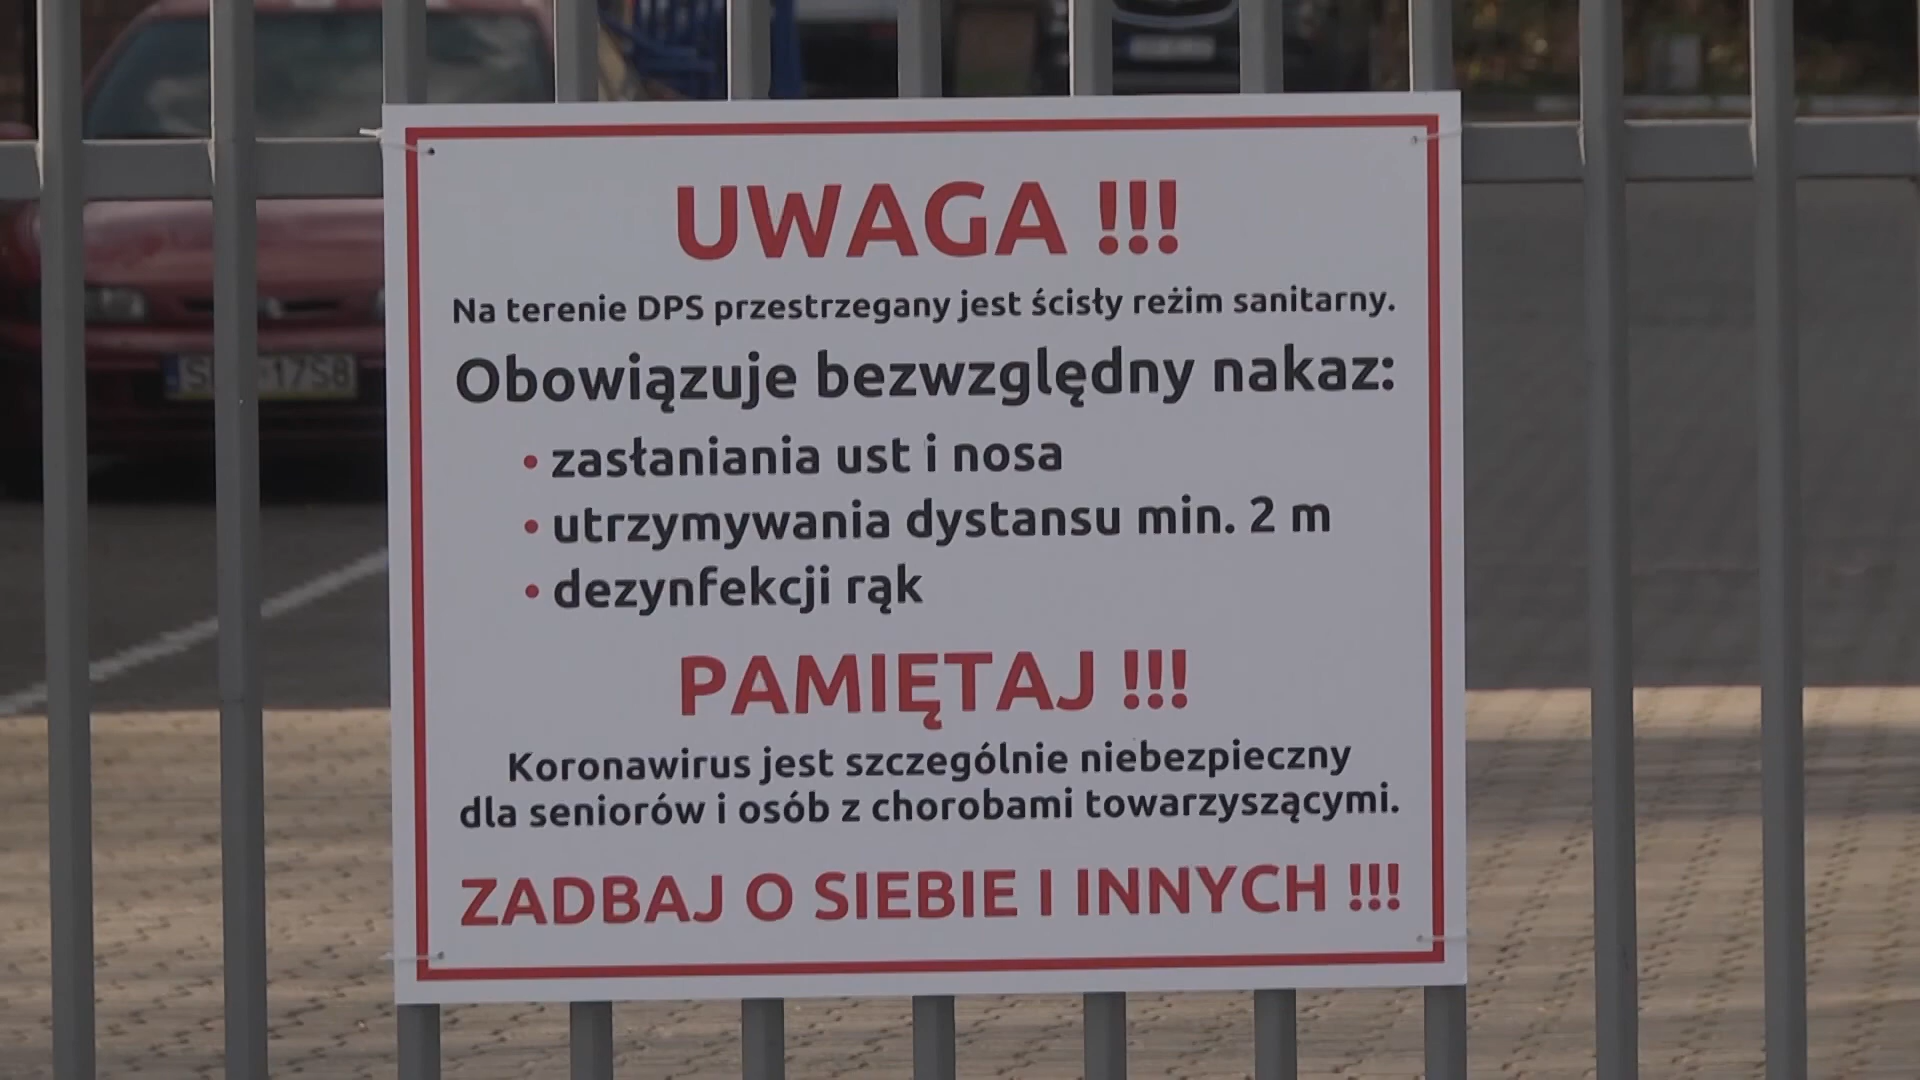 UWAGA !!!
Na terenie DPS przestrzegany jest ścisły reżim sanitarny.
Obowiązuje bezwzględny nakaz:
• zasłaniania ust i nosa
• utrzymywania dystansu min. 2 m
• dezynfekcji rąk
PAMIĘTAJ !!!
Koronawirus jest szczególnie niebezpieczny
dla seniorów i osób z chorobami towarzyszącymi.
ZADBAJ O SIEBIE I INNYCH !!!